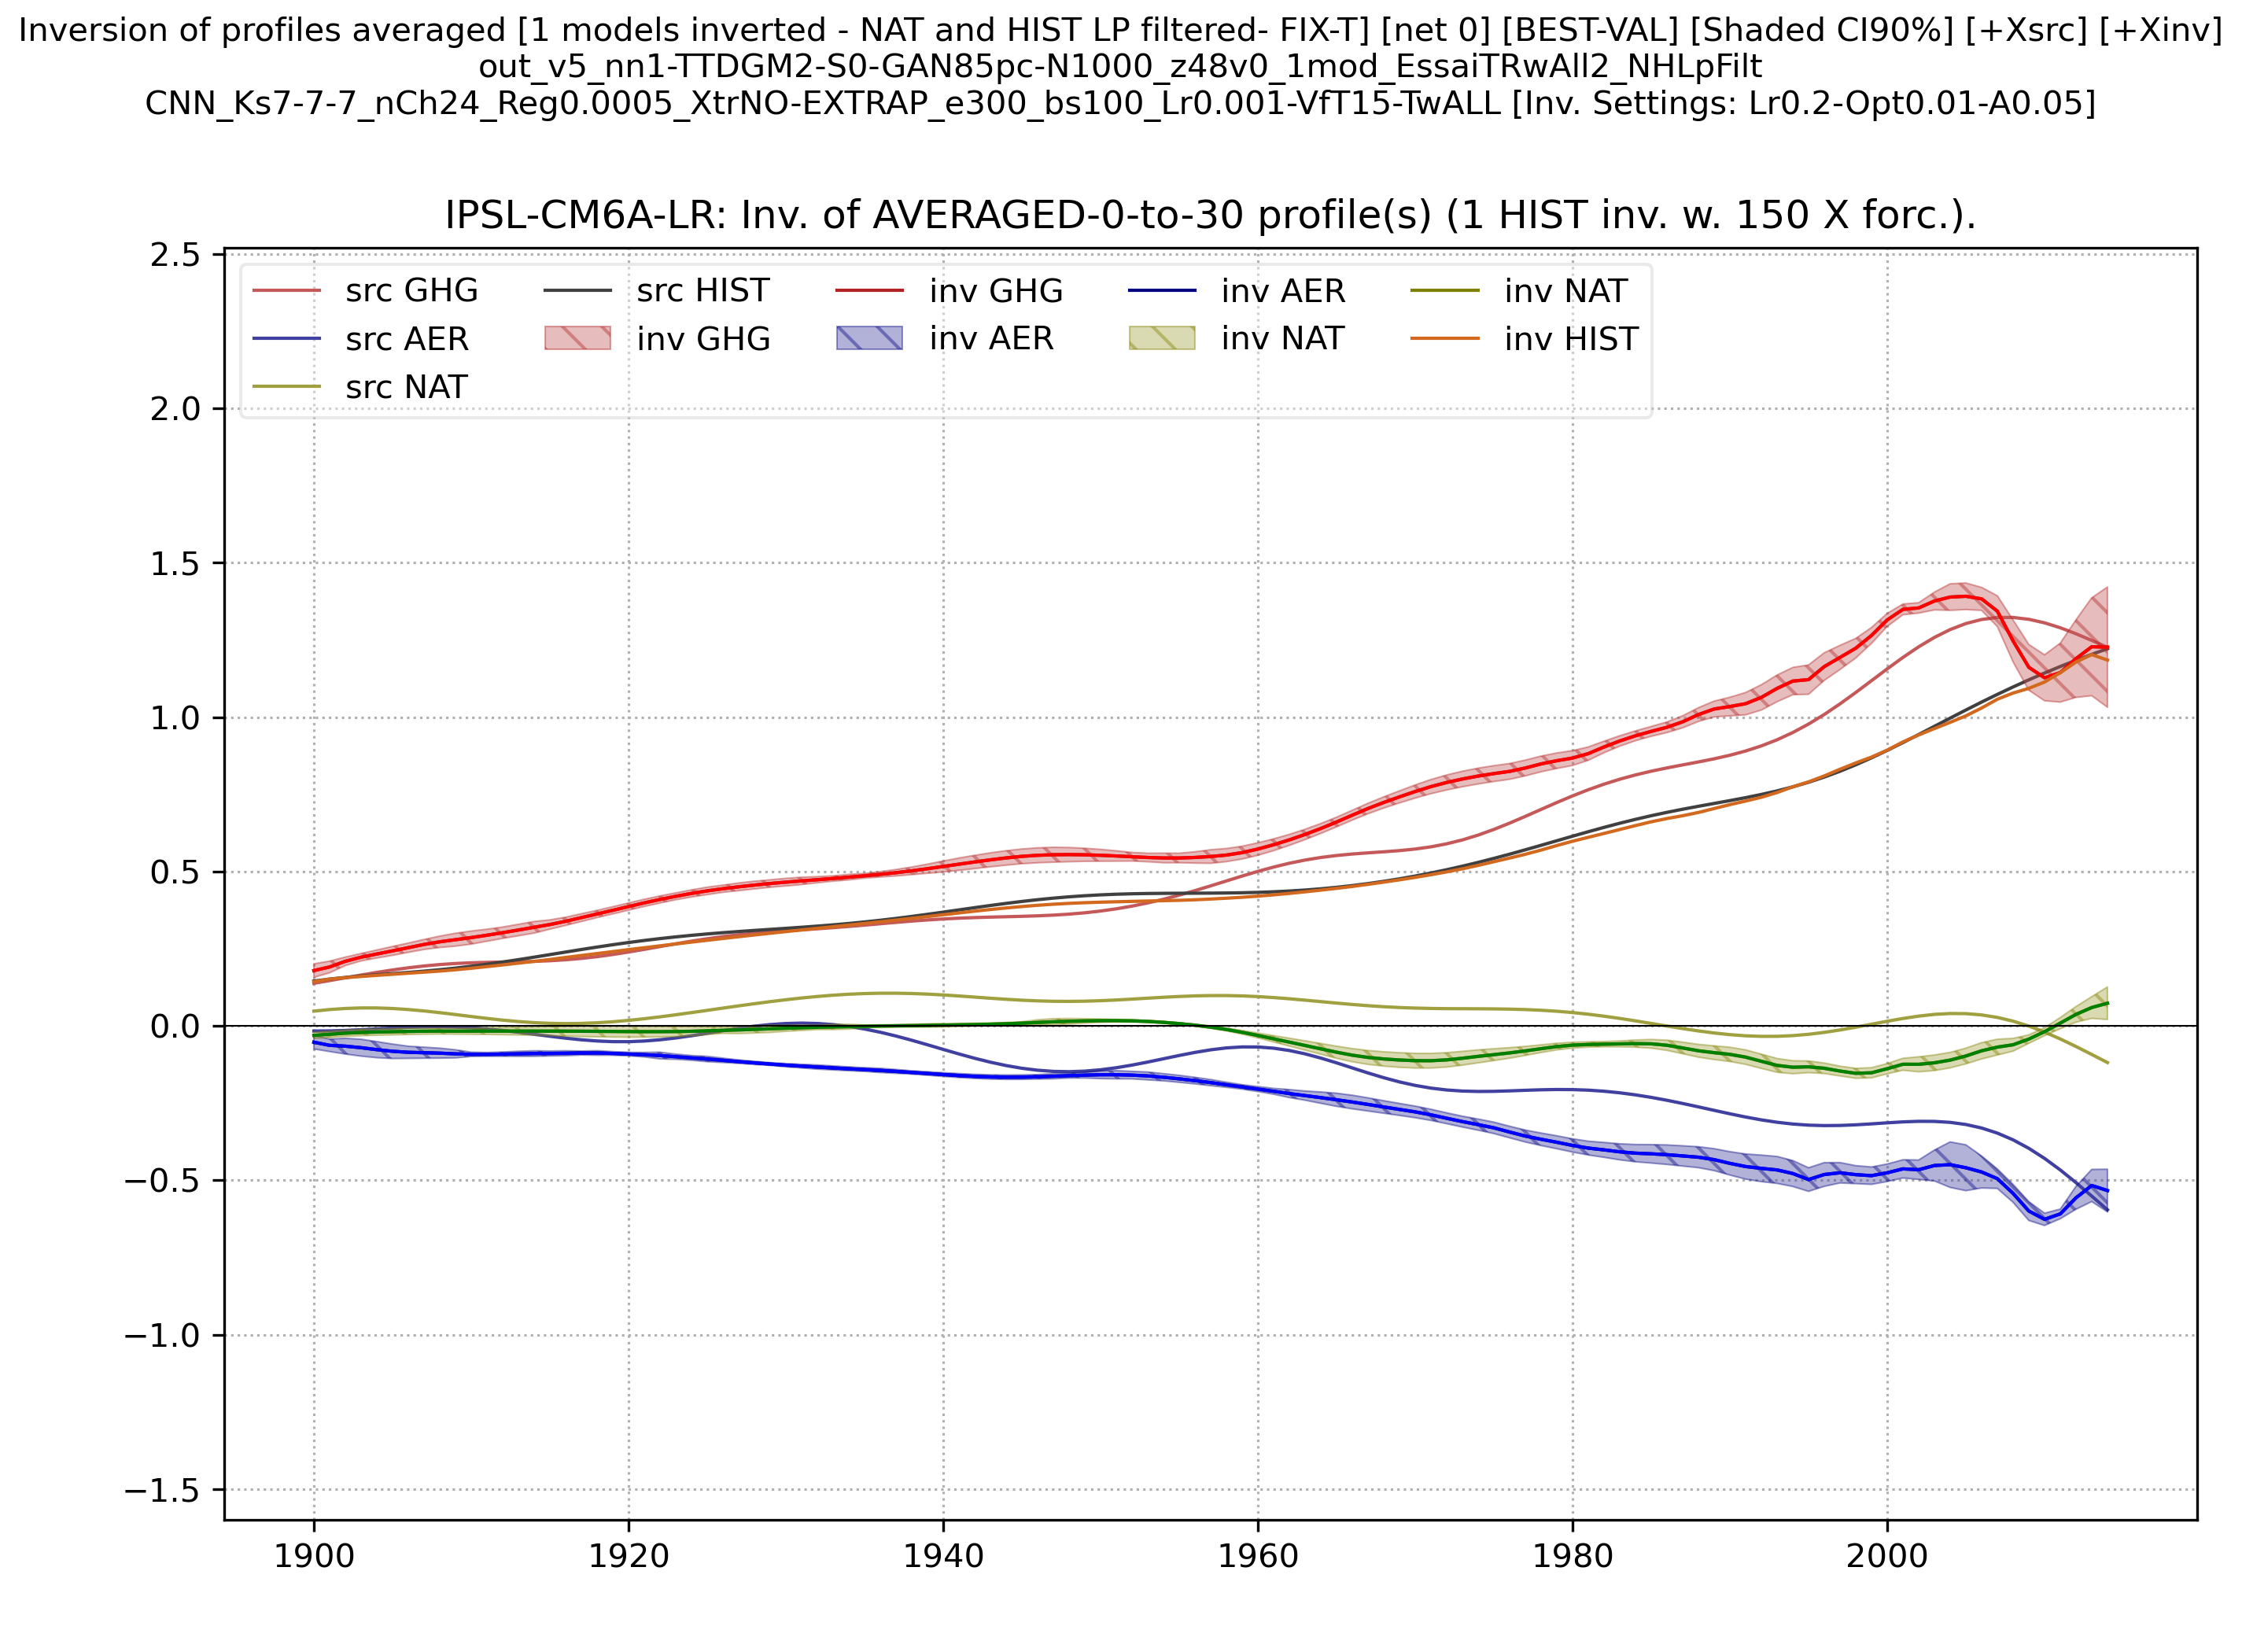 Inversion of profiles averaged [1 models inverted - NAT and HIST LP filtered- FIX-T] [net 0] [BEST-VAL] [Shaded CI90%] [+Xsrc] [+Xinv]
out_v5_nn1-TTDGM2-S0-GAN85pc-N1000_z48v0_1mod_EssaiTRwAll2_NHLpFilt
CNN_Ks7-7-7_nCh24_Reg0.0005_XtrNO-EXTRAP_e300_bs100_Lr0.001-VfT15-TwALL [Inv. Settings: Lr0.2-Opt0.01-A0.05]
IPSL-CM6A-LR: Inv. of AVERAGED-0-to-30 profile(s) (1 HIST inv. w. 150 X forc.).
src GHG src HIST inv GHG inv AER inv NAT
src AER inv GHG inv AER inv NAT inv HIST
src NAT
2.5
2.0
1.5
1.0
0.5
0.0
−0.5
−1.0
−1.5
1900 1920 1940 1960 1980 2000